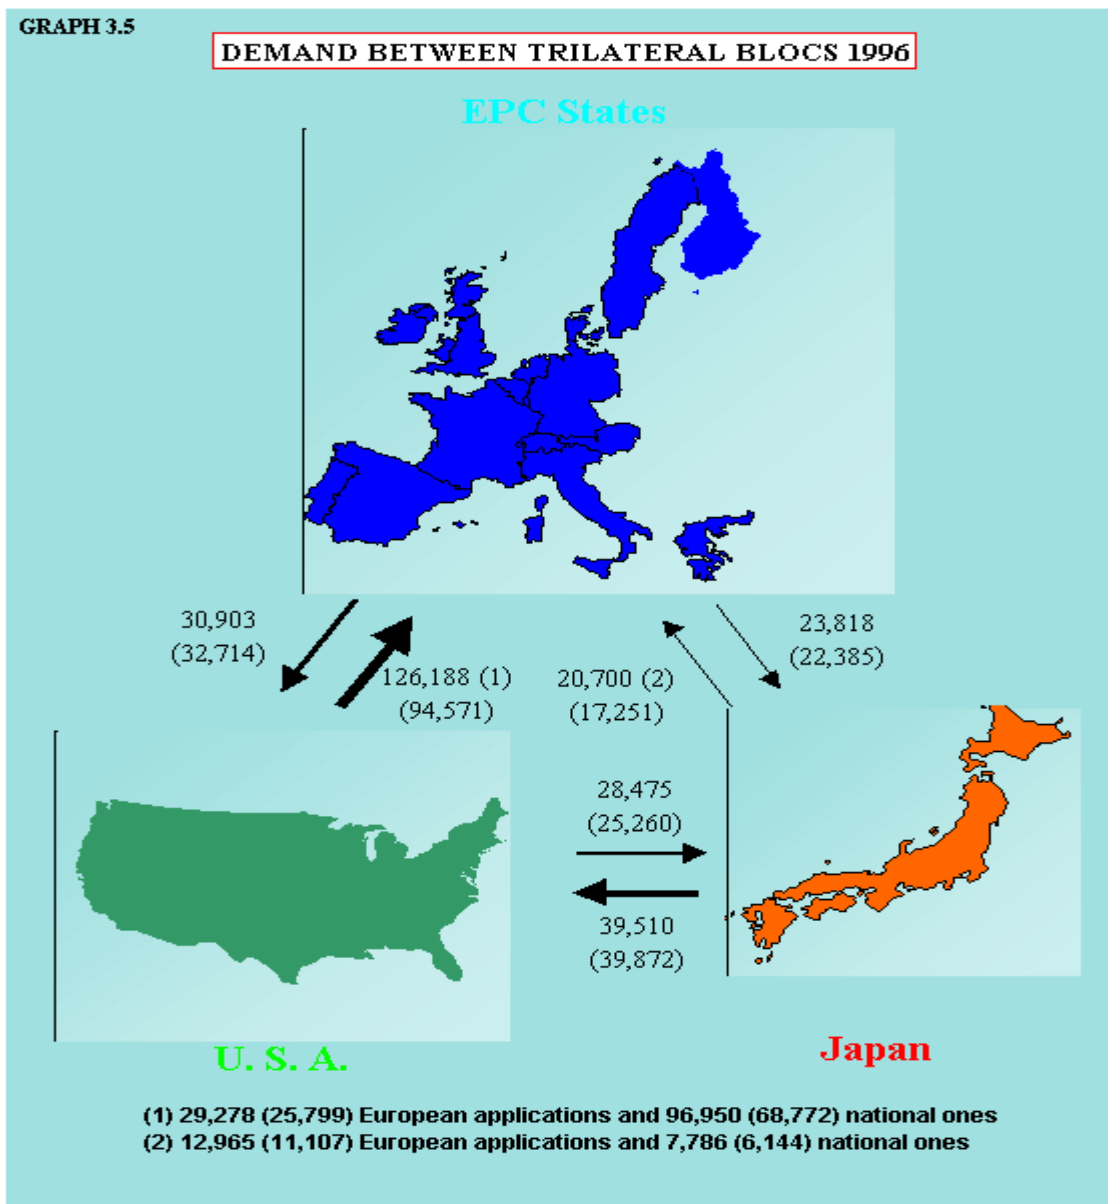 GRAPH 3.5
DEMAND BETWEEN TRILATERAL BLOCS 1996
EPC States
30,903
(32,714)
126,188 (1)
(94,571)
20,700 (2)
(17,251)
23,818
(22,385)
28,475
(25,260)
39,510
(39,872)
U. S. A.
Japan
(1) 29,278 (25,799) European applications and 96,950 (68,772) national ones
(2) 12,965 (11,107) European applications and 7,786 (6,144) national ones